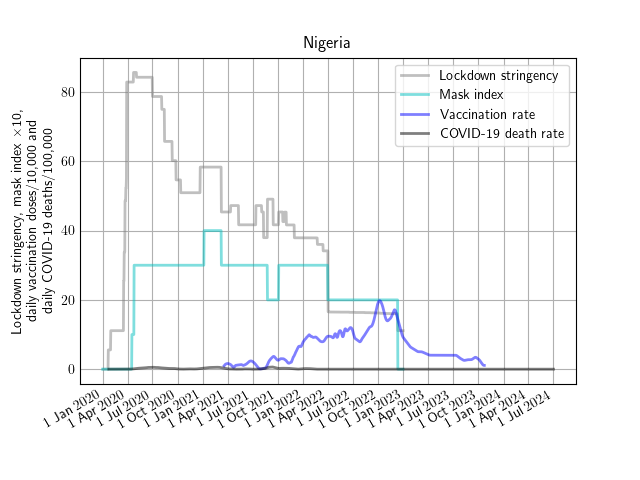 Nigeria
Lockdown stringency, mask index ×10,
daily vaccination doses/10,000 and
daily COVID-19 deaths/100,000
80
60
40
20
0
Lockdown stringency
Mask index
Vaccination rate
COVID-19 death rate
1 Jan 2020
1 Apr 2020
1 Jul 2020
1 Oct 2020
1 Jan 2021
1 Apr 2021
1 Jul 2021
1 Oct 2021
1 Jan 2022
1 Apr 2022
1 Jul 2022
1 Oct 2022
1 Jan 2023
1 Apr 2023
1 Jul 2023
1 Oct 2023
1 Jan 2024
1 Apr 2024
1 Jul 2024